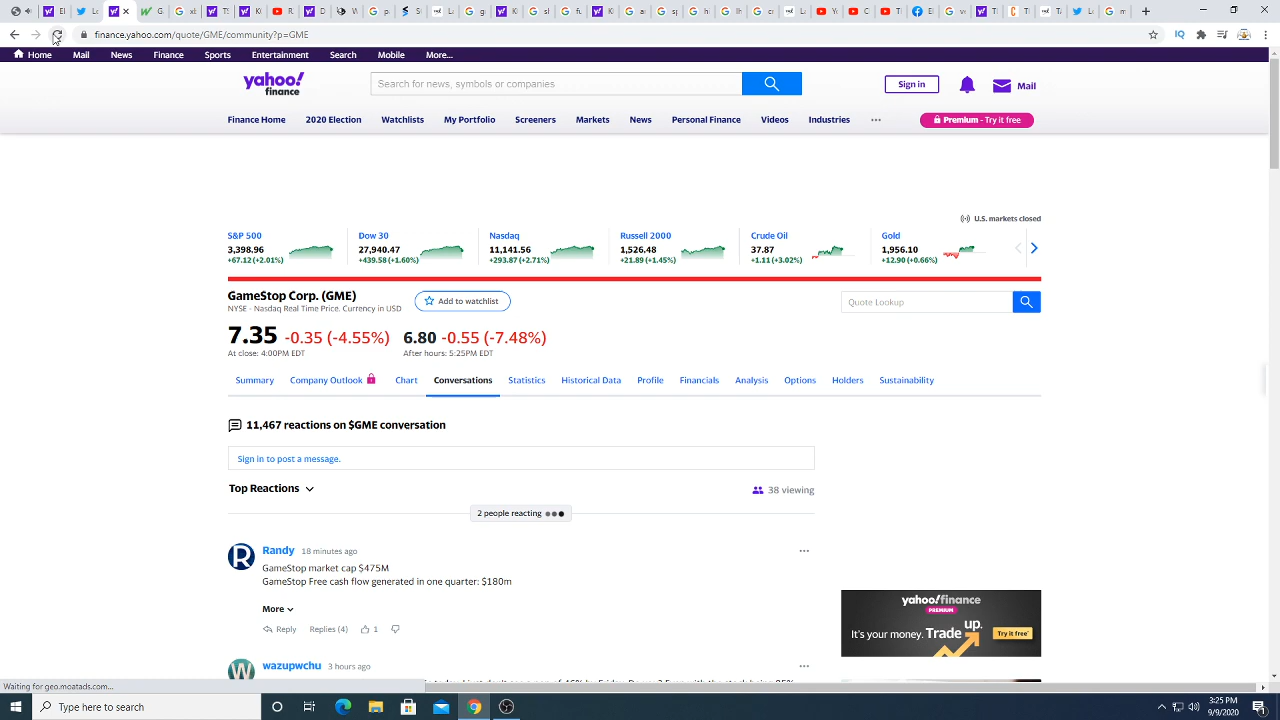 finance.yahoo.com/quote/GME/community?p=GME
Home Mail News Finance Sports Entertainment Search Mobile More...
yahoo! finance
Search for news, symbols or companies
Sign in
Mail
Finance Home 2020 Election Watchlists My Portfolio Screeners Markets News Personal Finance Videos Industries ...
Premium - Try it free
U.S. markets closed
S&P 500 Dow 30 Nasdaq Russell 2000 Crude Oil Gold
3,398.96 27,940.47 11,141.56 1,526.48 37.87 1,956.10
+67.12 (+2.01%) +439.58 (+1.60%) +293.87 (+2.71%) +21.89 (+1.45%) +1.11 (+3.02%) +12.90 (+0.66%)
GameStop Corp. (GME)
NYSE - Nasdaq Real Time Price. Currency in USD
Add to watchlist
Quote Lookup
7.35 -0.35 (-4.55%) 6.80 -0.55 (-7.48%)
At close: 4:00PM EDT After hours: 5:25PM EDT
Summary Company Outlook Chart Conversations Statistics Historical Data Profile Financials Analysis Options Holders Sustainability
11,467 reactions on $GME conversation
Sign in to post a message.
Top Reactions
38 viewing
2 people reacting
R
Randy 18 minutes ago
GameStop market cap $475M
GameStop Free cash flow generated in one quarter: $180m
More
Reply Replies (4) 1
yahoo!finance
PREMIUM
It's your money. Trade up.
Try it free
W
wazupwchu 3 hours ago
Waiting for geo.moatads.com...
Type here to search
3:25 PM
9/9/2020